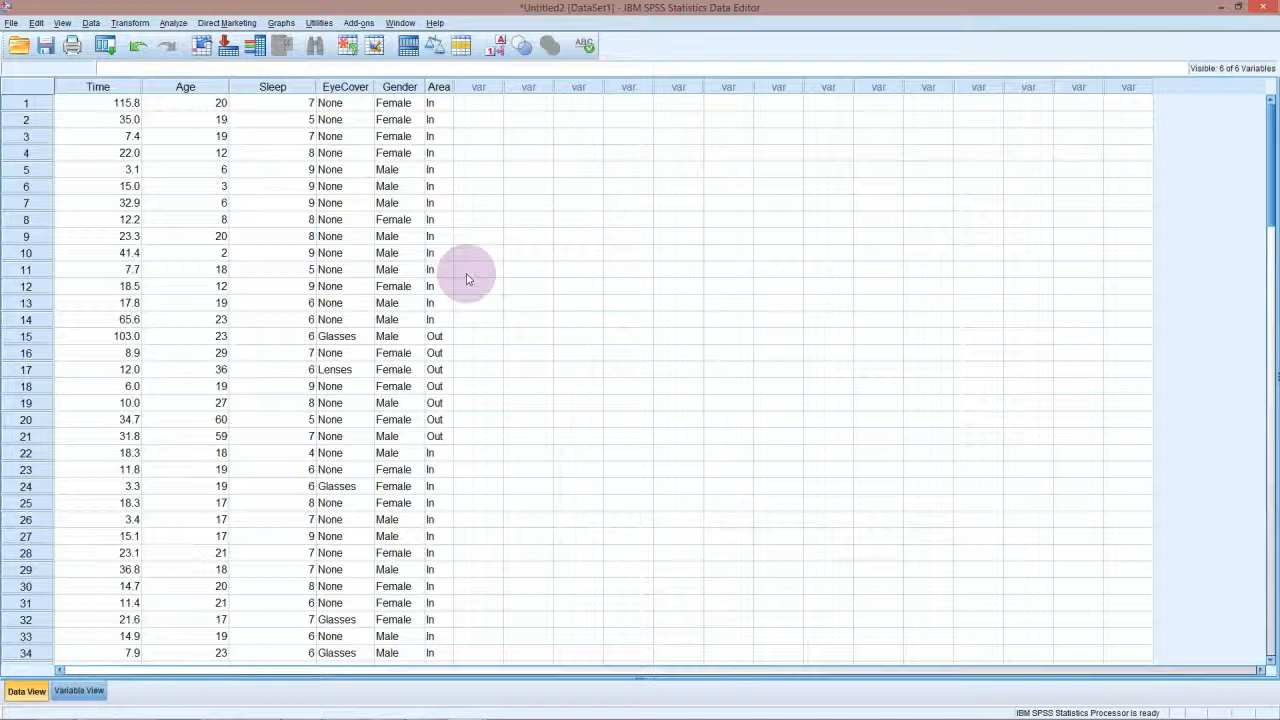 *Untitled2 [DataSet1] - IBM SPSS Statistics Data Editor
File Edit View Data Transform Analyze Direct Marketing Graphs Utilities Add-ons Window Help
Visible: 6 of 6 Variables
Time Age Sleep EyeCover Gender Area var var var var var var var var var var var var var var
1 115.8 20 7 None Female In
2 35.0 19 5 None Female In
3 7.4 19 7 None Female In
4 22.0 12 8 None Female In
5 3.1 6 9 None Male In
6 15.0 3 9 None Male In
7 32.9 6 9 None Male In
8 12.2 8 8 None Female In
9 23.3 20 8 None Male In
10 41.4 2 9 None Male In
11 7.7 18 5 None Male In
12 18.5 12 9 None Female In
13 17.8 19 6 None Male In
14 65.6 23 6 None Male In
15 103.0 23 6 Glasses Male Out
16 8.9 29 7 None Female Out
17 12.0 36 6 Lenses Female Out
18 6.0 19 9 None Female Out
19 10.0 27 8 None Male Out
20 34.7 60 5 None Female Out
21 31.8 59 7 None Male Out
22 18.3 18 4 None Male In
23 11.8 19 6 None Female In
24 3.3 19 6 Glasses Female In
25 18.3 17 8 None Female In
26 3.4 17 7 None Male In
27 15.1 17 9 None Male In
28 23.1 21 7 None Female In
29 36.8 18 7 None Male In
30 14.7 20 8 None Female In
31 11.4 21 6 None Female In
32 21.6 17 7 Glasses Female In
33 14.9 19 6 None Male In
34 7.9 23 6 Glasses Male In
Data View Variable View
IBM SPSS Statistics Processor is ready